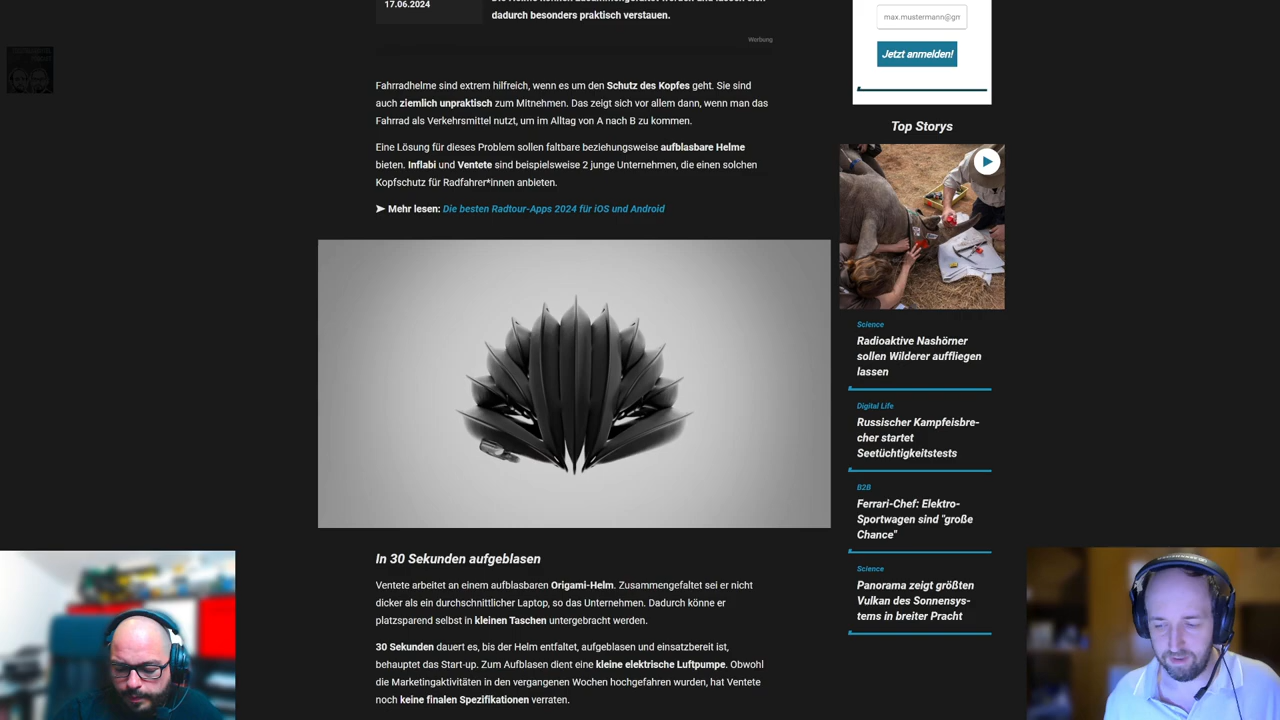 17.06.2024
dadurch besonders praktisch verstauen.
Werbung
Fahrradhelme sind extrem hilfreich, wenn es um den Schutz des Kopfes geht. Sie sind
auch ziemlich unpraktisch zum Mitnehmen. Das zeigt sich vor allem dann, wenn man das
Fahrrad als Verkehrsmittel nutzt, um im Alltag von A nach B zu kommen.
Eine Lösung für dieses Problem sollen faltbare beziehungsweise aufblasbare Helme
bieten. Inflabi und Ventete sind beispielsweise 2 junge Unternehmen, die einen solchen
Kopfschutz für Radfahrer*innen anbieten.
➤ Mehr lesen: Die besten Radtour-Apps 2024 für iOS und Android
In 30 Sekunden aufgeblasen
Ventete arbeitet an einem aufblasbaren Origami-Helm. Zusammengefaltet sei er nicht
dicker als ein durchschnittlicher Laptop, so das Unternehmen. Dadurch könne er
platzsparend selbst in kleinen Taschen untergebracht werden.
30 Sekunden dauert es, bis der Helm entfaltet, aufgeblasen und einsatzbereit ist,
behauptet das Start-up. Zum Aufblasen dient eine kleine elektrische Luftpumpe. Obwohl
die Marketingaktivitäten in den vergangenen Wochen hochgefahren wurden, hat Ventete
noch keine finalen Spezifikationen verraten.
max.mustermann@gm
Jetzt anmelden!
Top Storys
Science
Radioaktive Nashörner
sollen Wilderer auffliegen
lassen
Digital Life
Russischer Kampfeisbre-
cher startet
Seetüchtigkeitstests
B2B
Ferrari-Chef: Elektro-
Sportwagen sind "große
Chance"
Science
Panorama zeigt größten
Vulkan des Sonnensys-
tems in breiter Pracht